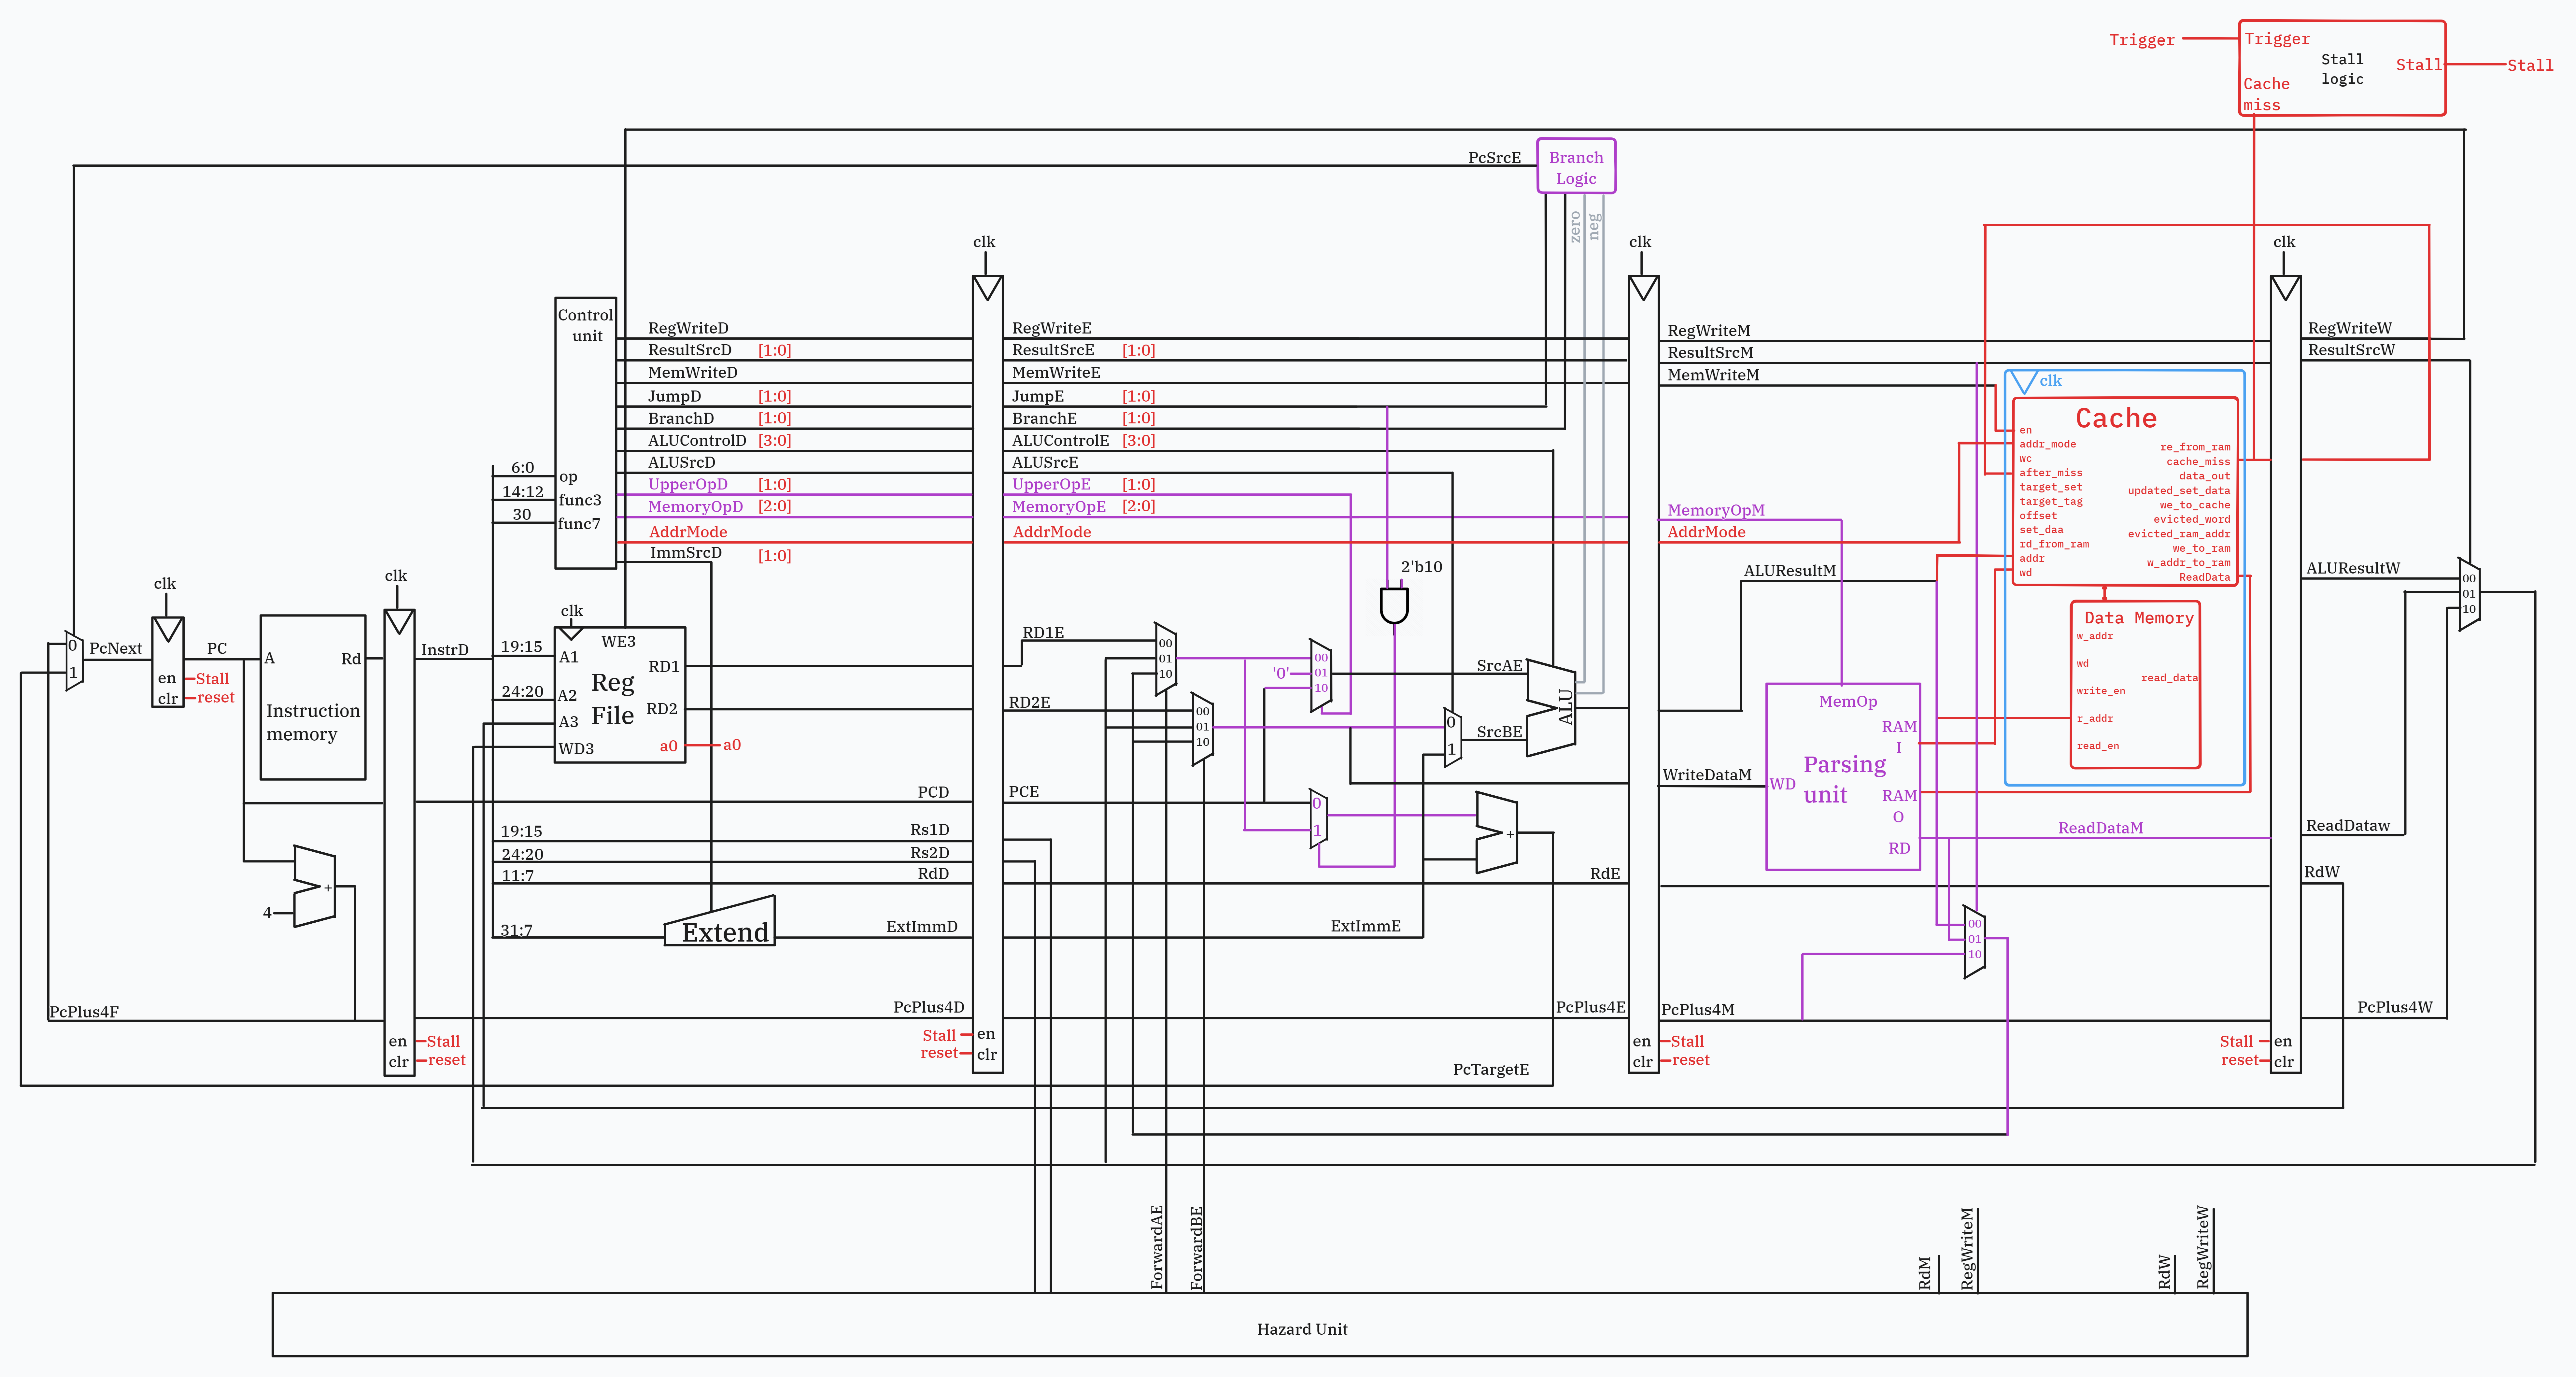 Trigger
Trigger
Stall
logic
Stall
Stall
Cache
miss
PcSrcE
Branch
Logic
zero
neg
clk
clk
clk
Control
unit
op
func3
func7
6:0
14:12
30
RegWriteD
ResultSrcD [1:0]
MemWriteD
JumpD [1:0]
BranchD [1:0]
ALUControlD [3:0]
ALUSrcD
UpperOpD [1:0]
MemoryOpD [2:0]
AddrMode
ImmSrcD [1:0]
RegWriteE
ResultSrcE [1:0]
MemWriteE
JumpE [1:0]
BranchE [1:0]
ALUControlE [3:0]
ALUSrcE
UpperOpE [1:0]
MemoryOpE [2:0]
AddrMode
RegWriteM
ResultSrcM
MemWriteM
MemoryOpM
AddrMode
ALUResultM
clk
Cache
en
addr_mode
wc
after_miss
target_set
target_tag
offset
set_daa
rd_from_ram
addr
wd
re_from_ram
cache_miss
data_out
updated_set_data
we_to_cache
evicted_word
evicted_ram_addr
we_to_ram
w_addr_to_ram
ReadData
Data Memory
w_addr
wd
read_data
write_en
r_addr
read_en
RegWriteW
ResultSrcW
ALUResultW
00
01
10
ReadDataw
RdW
PcPlus4W
0
1
PcNext
clk
en
clr
Stall
reset
PC
A
Rd
Instruction
memory
clk
InstrD
clk
WE3
19:15
A1
24:20
A2
A3
WD3
Reg
File
RD1
RD2
a0
a0
4
+
PcPlus4F
en
clr
Stall
reset
PCD
19:15
Rs1D
24:20
Rs2D
11:7
RdD
31:7
Extend
ExtImmD
PcPlus4D
Stall
reset
en
clr
RD1E
RD2E
00
01
10
00
01
10
'0'
00
01
10
2'b10
SrcAE
SrcBE
0
1
ALU
PCE
0
1
+
RdE
ExtImmE
PcPlus4E
PcTargetE
WriteDataM
MemOp
WD
Parsing
unit
RAM
I
RAM
O
RD
ReadDataM
00
01
10
PcPlus4M
en
clr
Stall
reset
Stall
reset
en
clr
ForwardAE
ForwardBE
RdM
RegWriteM
RdW
RegWriteW
Hazard Unit